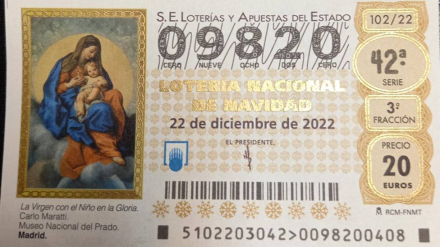 S.E. LOTERÍAS Y APUESTAS DEL ESTADO
102/22
09820
CERO NUEVE OCHO DOS CERO
42ª
SERIE
LOTERIA NACIONAL
DE NAVIDAD
3ª
FRACCIÓN
22 de diciembre de 2022
EL PRESIDENTE,
PRECIO
20
EUROS
La Virgen con el Niño en la Gloria.
Carlo Maratti.
Museo Nacional del Prado.
Madrid.
RCM-FNMT
5102203042 0098200408